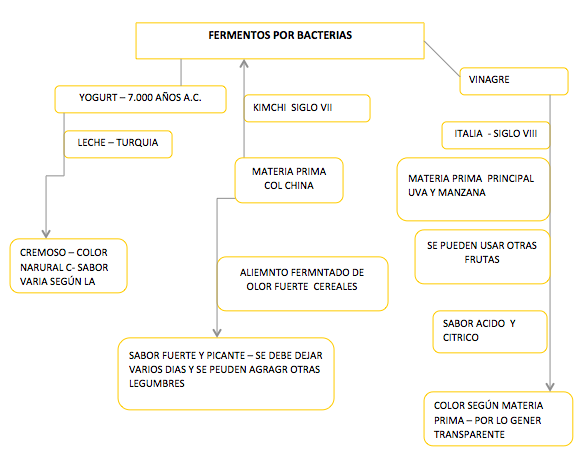 FERMENTOS POR BACTERIAS
YOGURT – 7.000 AÑOS A.C.
LECHE – TURQUIA
CREMOSO – COLOR
NARURAL C- SABOR
VARIA SEGÚN LA
KIMCHI SIGLO VII
MATERIA PRIMA
COL CHINA
ALIEMNTO FERMNTADO DE
OLOR FUERTE CEREALES
SABOR FUERTE Y PICANTE – SE DEBE DEJAR
VARIOS DIAS Y SE PEUDEN AGRAGR OTRAS
LEGUMBRES
VINAGRE
ITALIA - SIGLO VIII
MATERIA PRIMA PRINCIPAL
UVA Y MANZANA
SE PUEDEN USAR OTRAS
FRUTAS
SABOR ACIDO Y
CITRICO
COLOR SEGÚN MATERIA
PRIMA – POR LO GENER
TRANSPARENTE